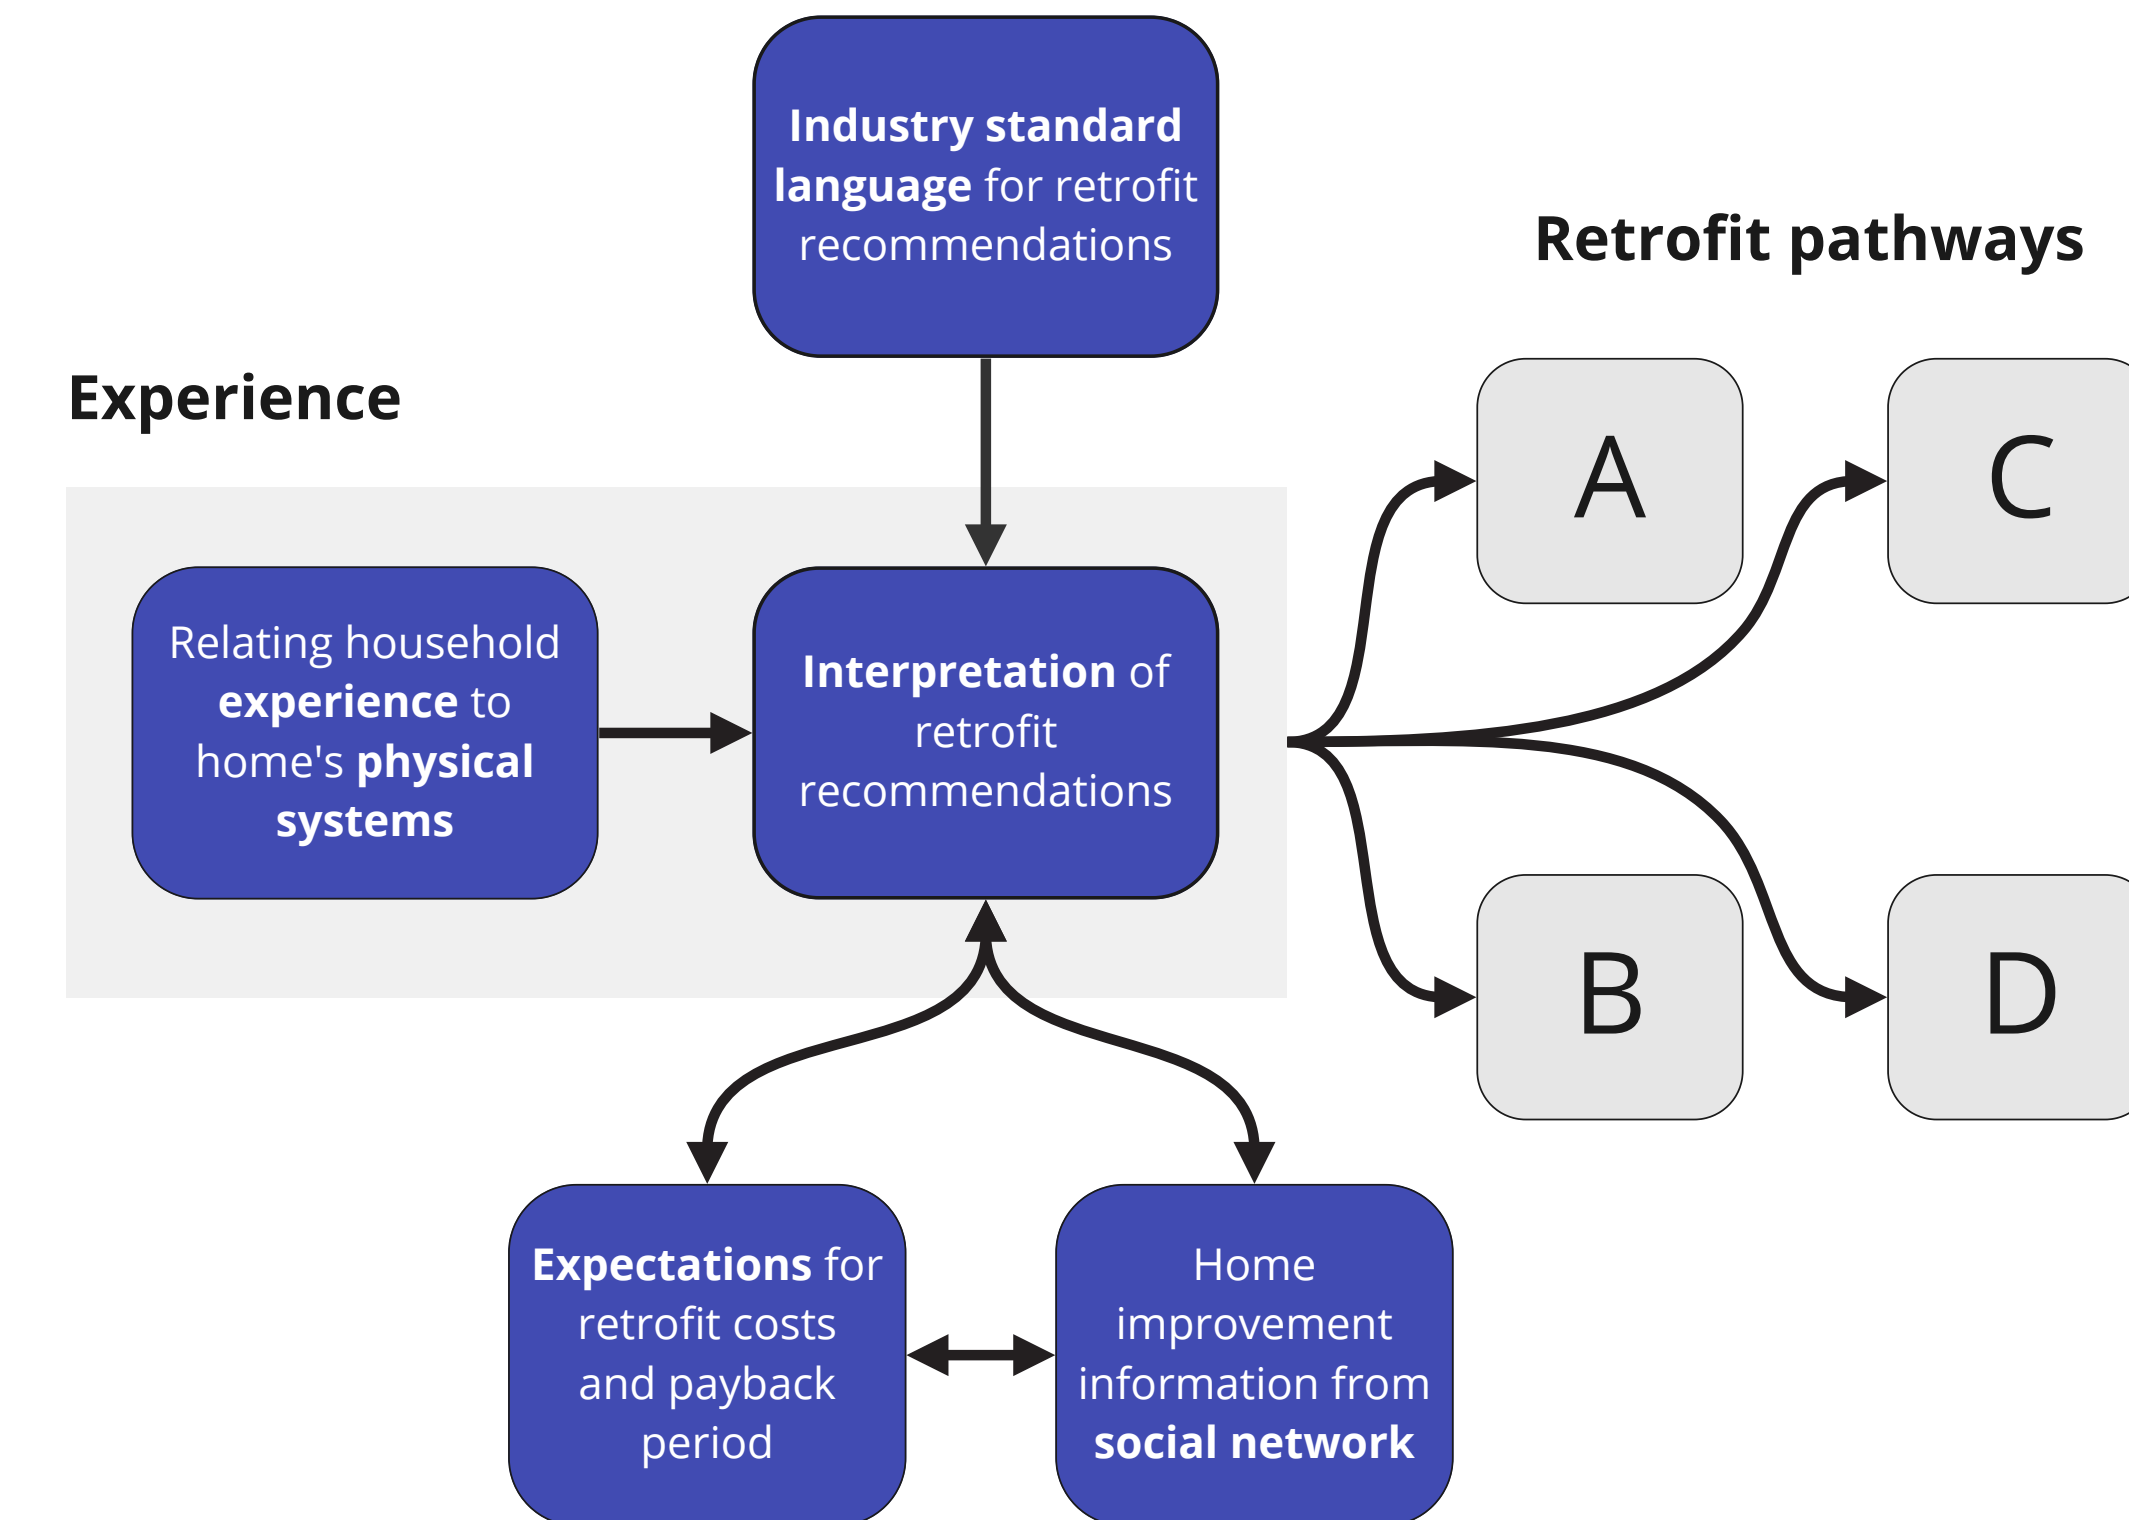 Industry standard
language for retrofit
recommendations
Retrofit pathways
Experience
A
C
Relating household
experience to
home's physical
systems
Interpretation of
retrofit
recommendations
B
D
Expectations for
retrofit costs
and payback
period
Home
improvement
information from
social network